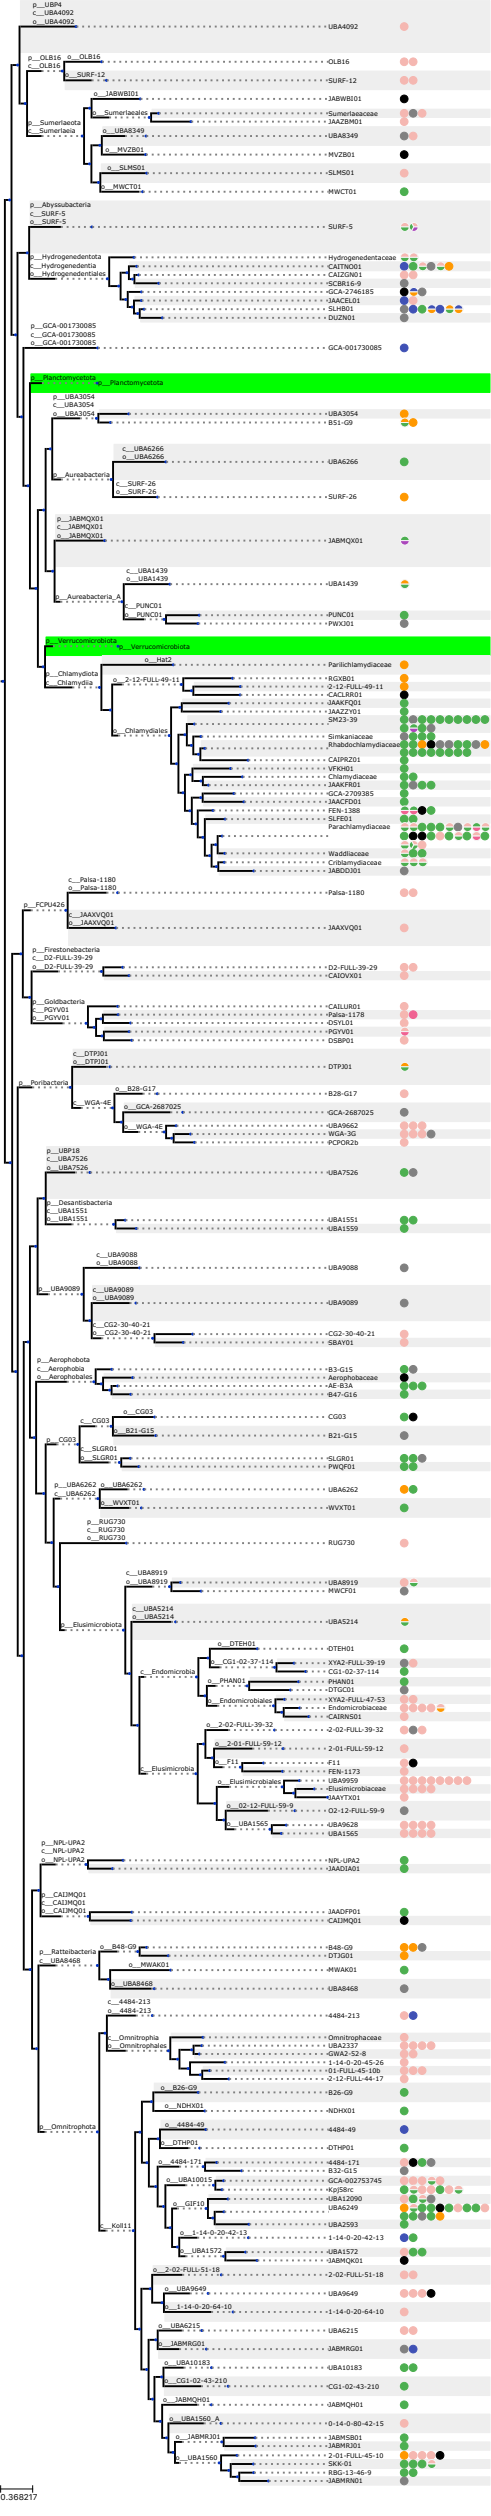 p__UBP4
c__UBA4092
o__UBA4092
UBA4092
p__OLB16
c__OLB16
o__OLB16
OLB16
o__SURF-12
SURF-12
o__JABWBI01
JABWBI01
p__Sumerlaeota
c__Sumerlaeia
o__Sumerlaeales
Sumerlaeaceae
JAAZBM01
o__UBA8349
UBA8349
o__MVZB01
MVZB01
o__SLMS01
SLMS01
o__MWCT01
MWCT01
p__Abyssubacteria
c__SURF-5
o__SURF-5
SURF-5
p__Hydrogenedentota
c__Hydrogenedentia
o__Hydrogenedentiales
Hydrogenedentaceae
CAITNO01
CAIZGN01
SCBR16-9
GCA-2746185
JAACEL01
SLHB01
DUZN01
p__GCA-001730085
c__GCA-001730085
o__GCA-001730085
GCA-001730085
p__Planctomycetota
p__Planctomycetota
p__UBA3054
c__UBA3054
o__UBA3054
UBA3054
B51-G9
p__Aureabacteria
c__UBA6266
o__UBA6266
UBA6266
c__SURF-26
o__SURF-26
SURF-26
p__JABMQX01
c__JABMQX01
o__JABMQX01
JABMQX01
p__Aureabacteria_A
c__UBA1439
o__UBA1439
UBA1439
c__PUNC01
o__PUNC01
PUNC01
PWXJ01
p__Verrucomicrobiota
p__Verrucomicrobiota
p__Chlamydiota
c__Chlamydiia
o__Hat2
Parilichlamydiaceae
o__2-12-FULL-49-11
RGXB01
2-12-FULL-49-11
CACLRR01
o__Chlamydiales
JAAKFQ01
JAAZZY01
SM23-39
Simkaniaceae
Rhabdochlamydiaceae
CAIPRZ01
VFKH01
Chlamydiaceae
JAAKFR01
GCA-2709385
JAACFD01
FEN-1388
SLFE01
Parachlamydiaceae
Waddliaceae
Criblamydiaceae
JABDDJ01
p__FCPU426
c__Palsa-1180
o__Palsa-1180
Palsa-1180
c__JAAXVQ01
o__JAAXVQ01
JAAXVQ01
p__Firestonebacteria
c__D2-FULL-39-29
o__D2-FULL-39-29
D2-FULL-39-29
CAIOVX01
p__Goldbacteria
c__PGYV01
o__PGYV01
CAILUR01
Palsa-1178
DSYL01
PGYV01
DSBP01
p__Poribacteria
c__DTPJ01
o__DTPJ01
DTPJ01
c__WGA-4E
o__B28-G17
B28-G17
o__GCA-2687025
GCA-2687025
o__WGA-4E
UBA9662
WGA-3G
PCPOR2b
p__UBP18
c__UBA7526
o__UBA7526
UBA7526
p__Desantisbacteria
c__UBA1551
o__UBA1551
UBA1551
UBA1559
p__UBA9089
c__UBA9088
o__UBA9088
UBA9088
c__UBA9089
o__UBA9089
UBA9089
c__CG2-30-40-21
o__CG2-30-40-21
CG2-30-40-21
SBAY01
p__Aerophobota
c__Aerophobia
o__Aerophobales
B3-G15
Aerophobaceae
AE-B3A
B47-G16
p__CG03
c__CG03
o__CG03
CG03
o__B21-G15
B21-G15
c__SLGR01
o__SLGR01
SLGR01
PWQF01
p__UBA6262
c__UBA6262
o__UBA6262
UBA6262
o__WVXT01
WVXT01
p__RUG730
c__RUG730
o__RUG730
RUG730
p__Elusimicrobiota
c__UBA8919
o__UBA8919
UBA8919
MWCF01
c__UBA5214
o__UBA5214
UBA5214
c__Endomicrobia
o__DTEH01
DTEH01
o__CG1-02-37-114
XYA2-FULL-39-19
CG1-02-37-114
o__PHAN01
PHAN01
DTGC01
o__Endomicrobiales
XYA2-FULL-47-53
Endomicrobiaceae
CAIRNS01
c__Elusimicrobia
o__2-02-FULL-39-32
2-02-FULL-39-32
o__2-01-FULL-59-12
2-01-FULL-59-12
o__F11
F11
FEN-1173
o__Elusimicrobiales
UBA9959
Elusimicrobiaceae
JAAYTX01
o__O2-12-FULL-59-9
O2-12-FULL-59-9
o__UBA1565
UBA9628
UBA1565
p__NPL-UPA2
c__NPL-UPA2
o__NPL-UPA2
NPL-UPA2
JAADIA01
p__CAIJMQ01
c__CAIJMQ01
o__CAIJMQ01
JAADFP01
CAIJMQ01
p__Ratteibacteria
c__UBA8468
o__B48-G9
B48-G9
DTJG01
o__MWAK01
MWAK01
o__UBA8468
UBA8468
p__Omnitrophota
c__4484-213
o__4484-213
4484-213
c__Omnitrophia
o__Omnitrophales
Omnitrophaceae
UBA2337
GWA2-52-8
1-14-0-20-45-26
01-FULL-45-10b
2-12-FULL-44-17
c__Koll11
o__B26-G9
B26-G9
o__NDHX01
NDHX01
o__4484-49
4484-49
o__DTHP01
DTHP01
o__4484-171
4484-171
B32-G15
o__UBA10015
GCA-002753745
Kpj58rc
o__GIF10
UBA12090
UBA6249
UBA2593
o__1-14-0-20-42-13
1-14-0-20-42-13
o__UBA1572
UBA1572
JABMQK01
o__2-02-FULL-51-18
2-02-FULL-51-18
o__UBA9649
UBA9649
o__1-14-0-20-64-10
1-14-0-20-64-10
o__UBA6215
UBA6215
o__JABMRG01
JABMRG01
o__UBA10183
UBA10183
o__CG1-02-43-210
CG1-02-43-210
o__JABMQH01
JABMQH01
o__UBA1560_A
0-14-0-80-42-15
o__JABMRJ01
JABMSB01
JABMRJ01
o__UBA1560
2-01-FULL-45-10
SKK-01
RBG-13-46-9
JABMRN01
0.368217